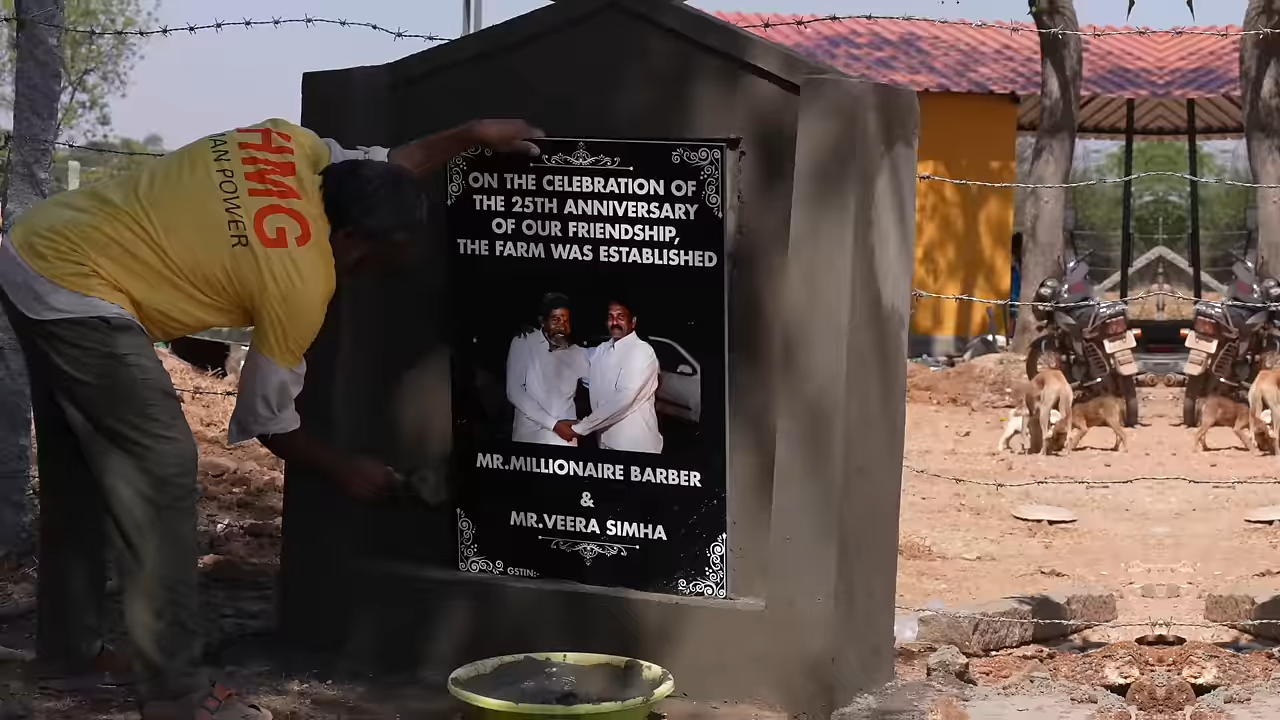 HMG
AN POWER
ON THE CELEBRATION OF
THE 25TH ANNIVERSARY
OF OUR FRIENDSHIP,
THE FARM WAS ESTABLISHED
MR.MILLIONAIRE BARBER
&
MR.VEERA SIMHA
GSTIN:-